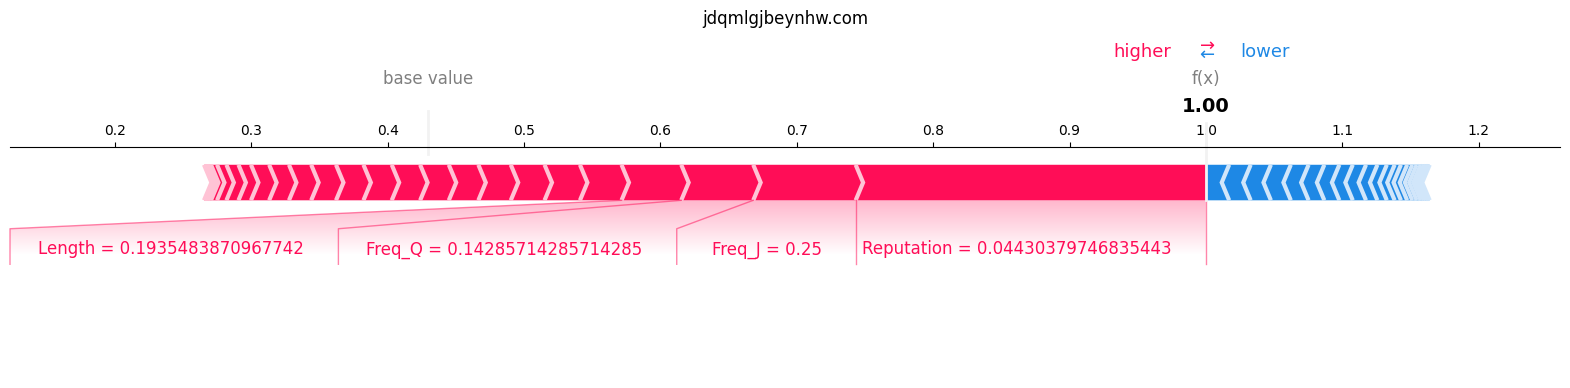 jdqmlgjbeynhw.com
higher ⇄ lower
base value f(x)
1.00
0.2 0.3 0.4 0.5 0.6 0.7 0.8 0.9 1.0 1.1 1.2
Length = 0.1935483870967742 Freq_Q = 0.14285714285714285 Freq_J = 0.25 Reputation = 0.04430379746835443